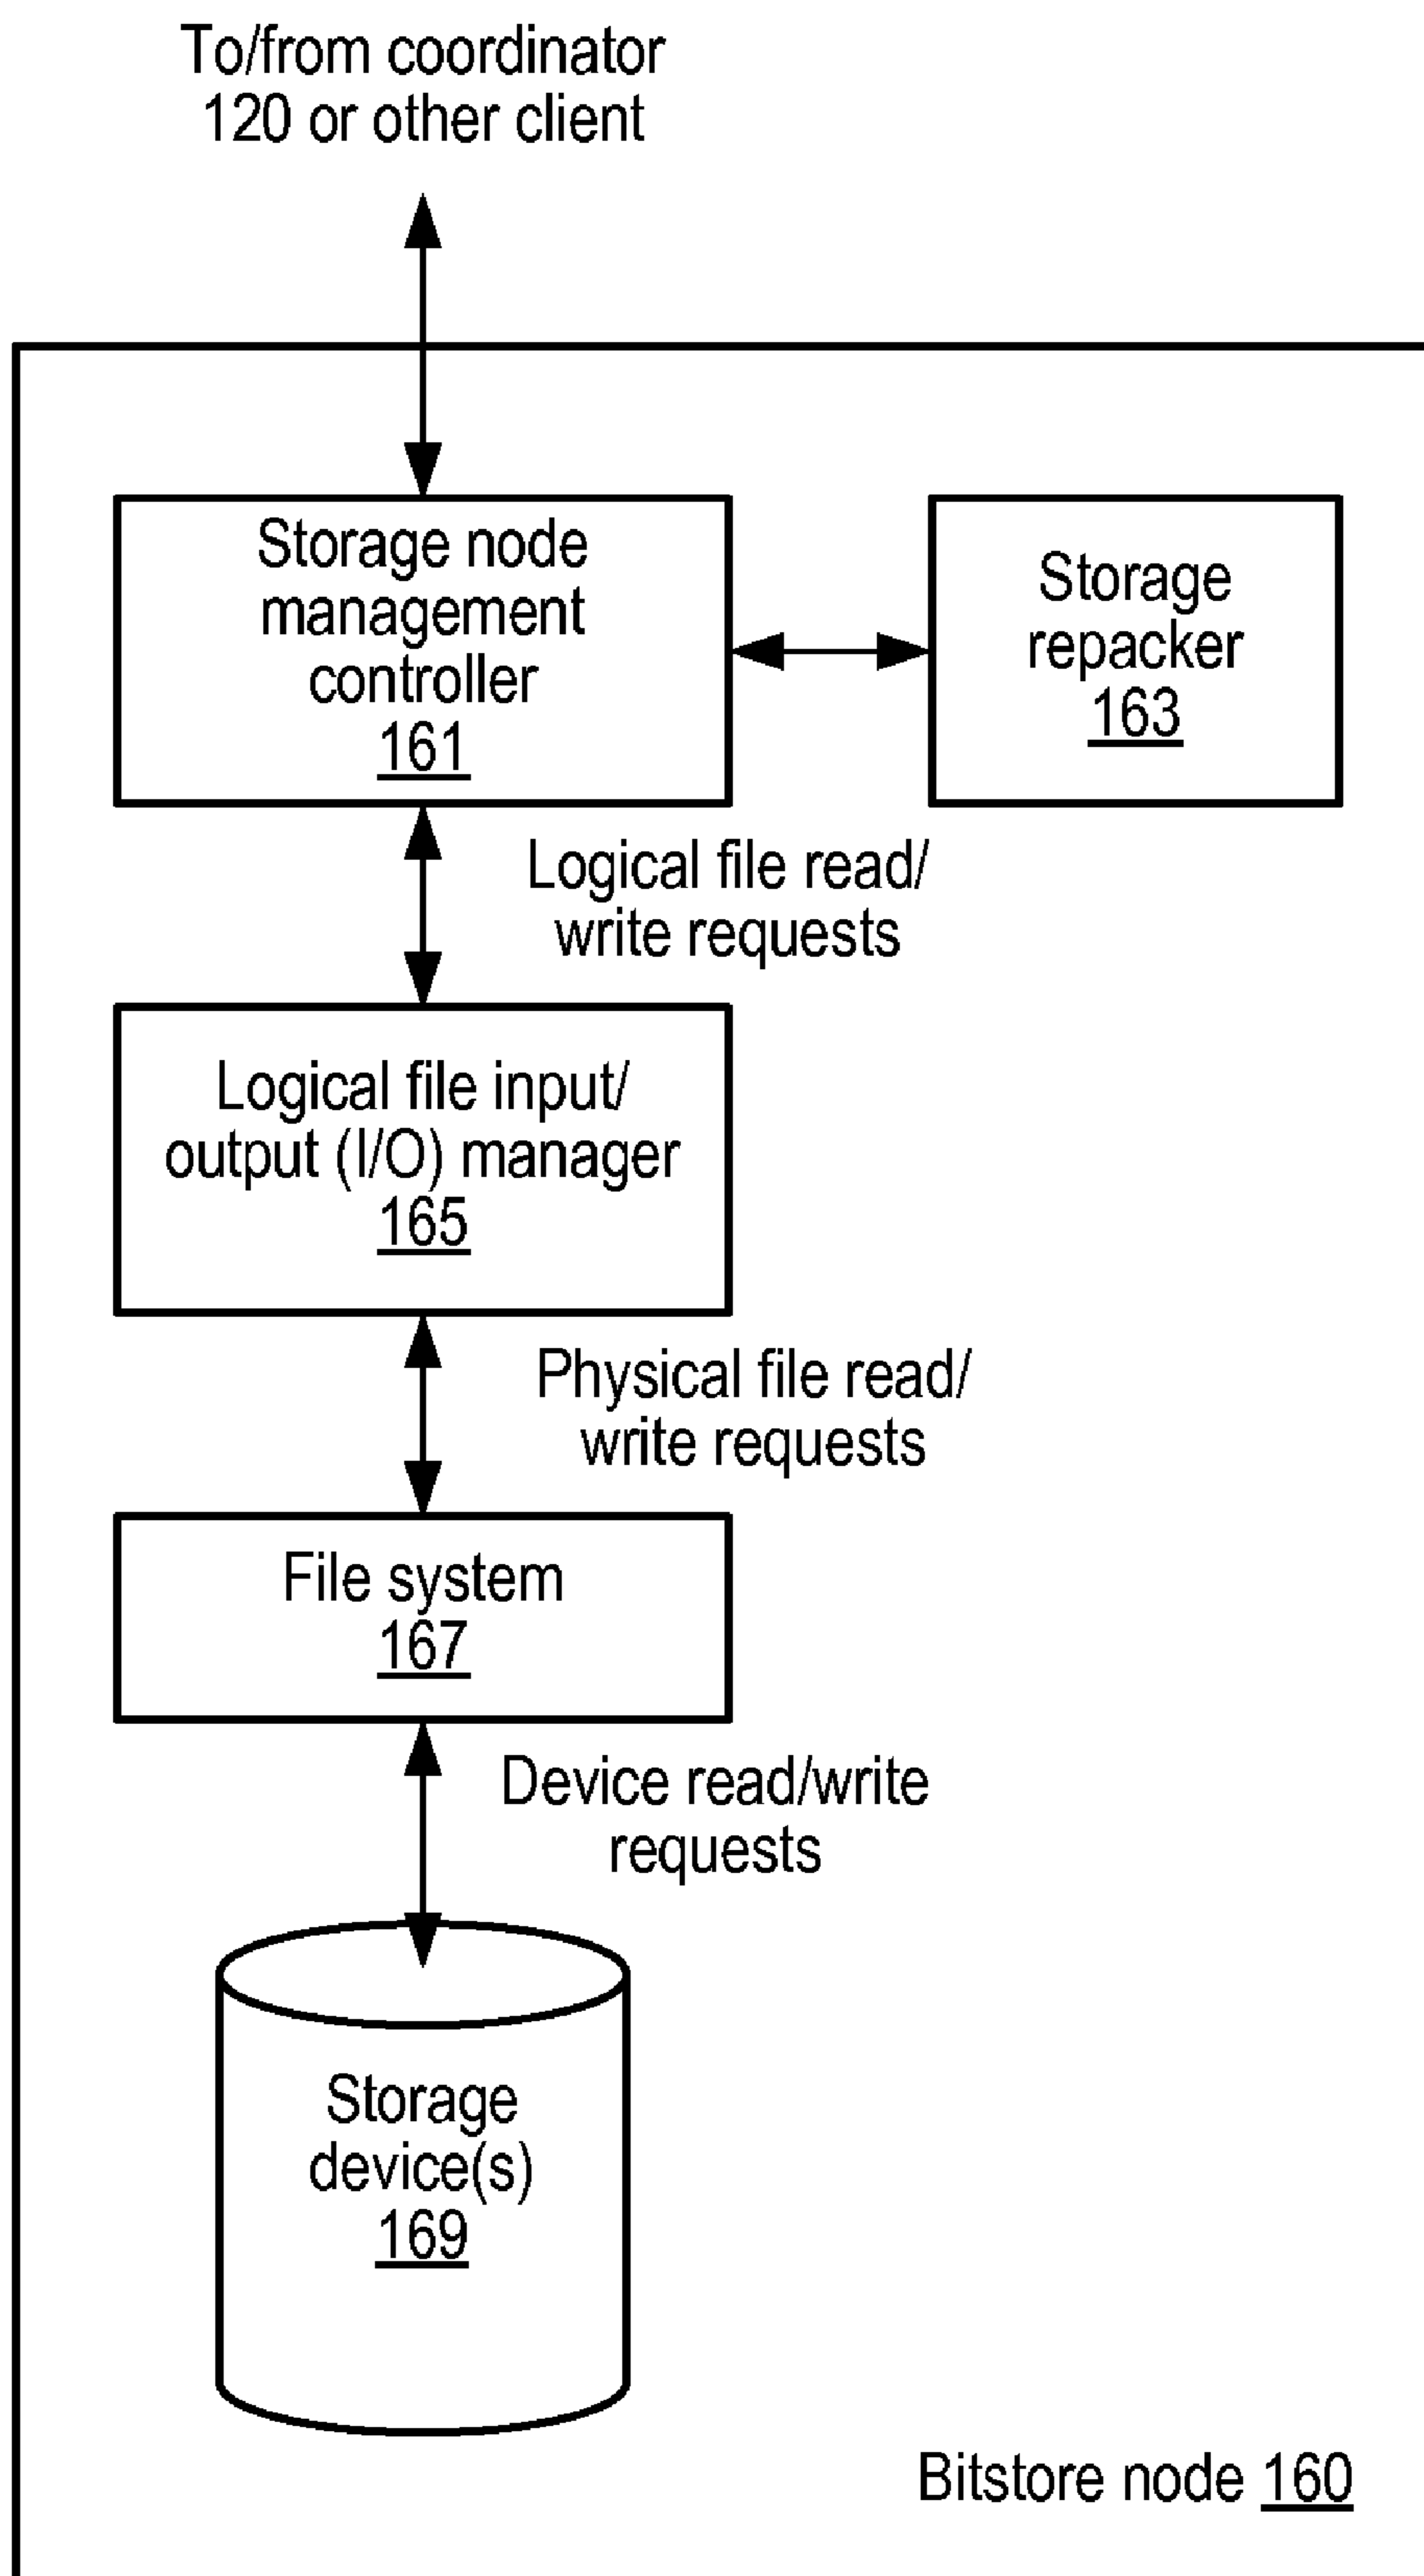 To/from coordinator
120 or other client
Storage node
management
controller
161
Storage
repacker
163
Logical file read/
write requests
Logical file input/
output (I/O) manager
165
Physical file read/
write requests
File system
167
Device read/write
requests
Storage
device(s)
169
Bitstore node 160